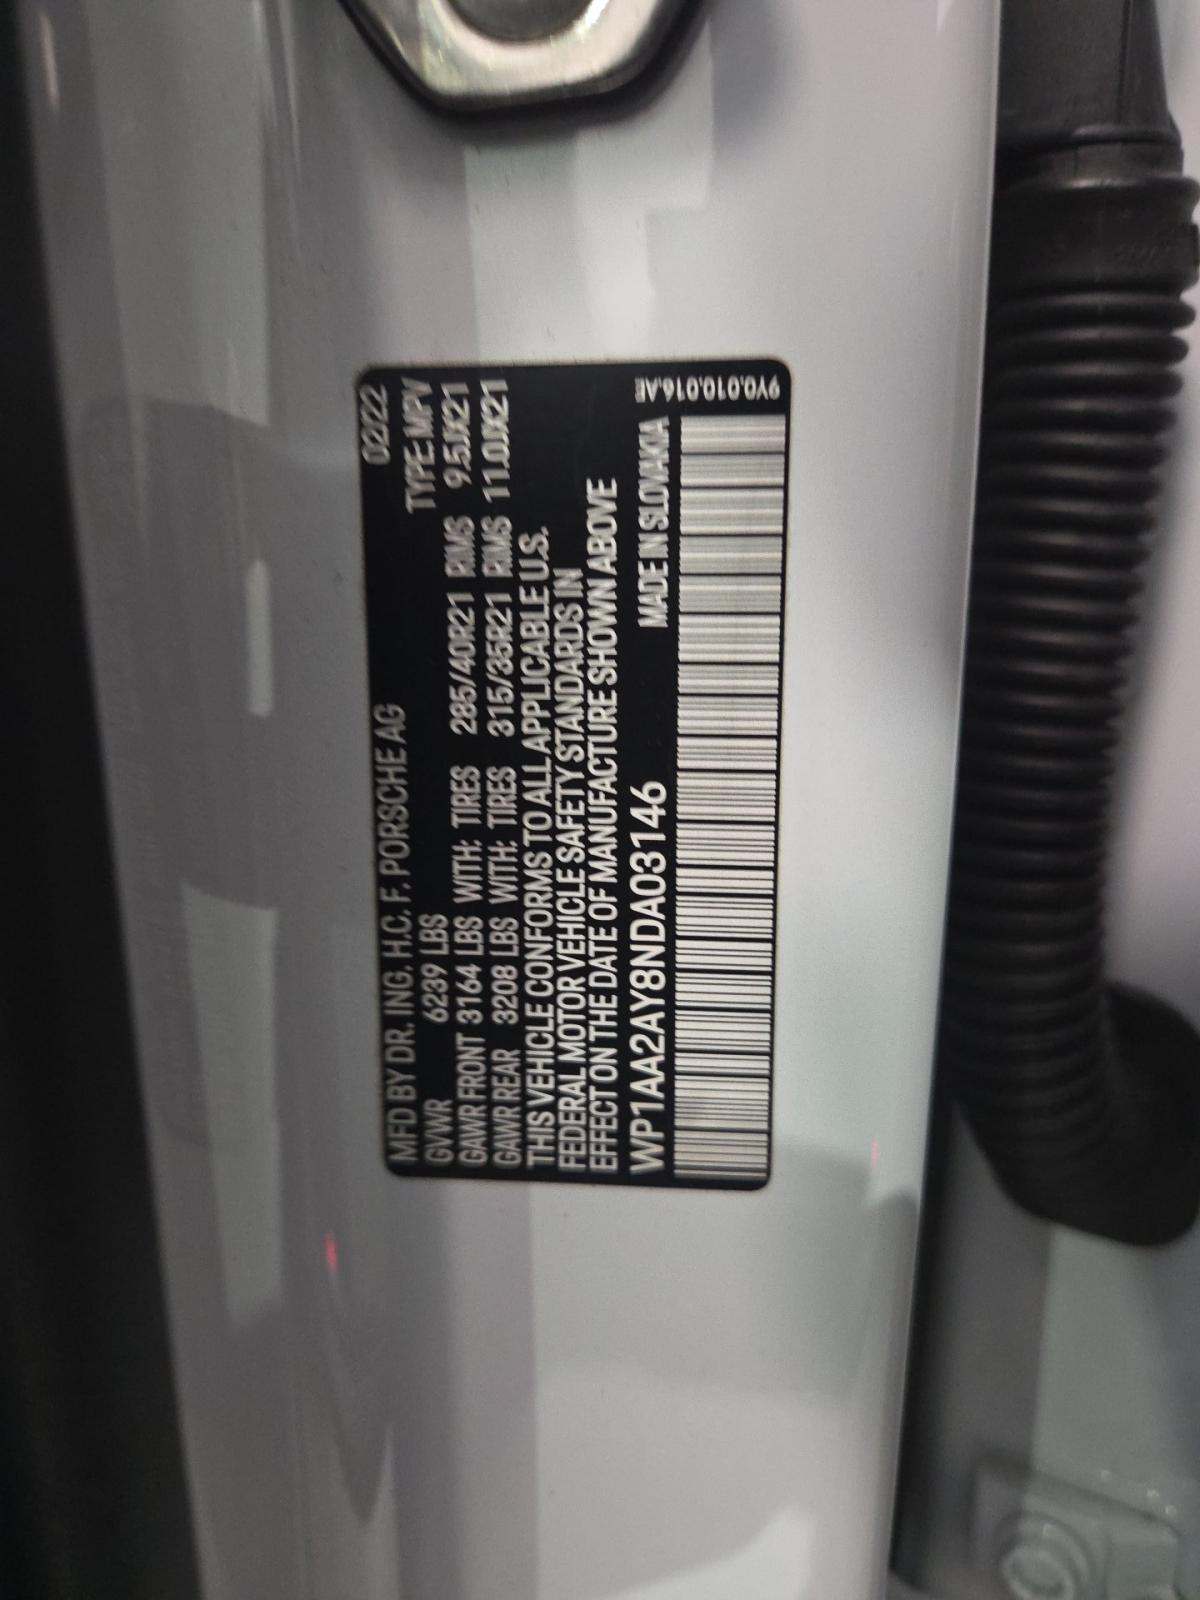 MFD BY DR. ING. H.C. F. PORSCHE AG 02/22
GVWR 6239 LBS TYPE: MPV
GAWR FRONT 3164 LBS WITH: TIRES 285/40R21 RIMS 9.5JX21
GAWR REAR 3208 LBS WITH: TIRES 315/35R21 RIMS 11.0JX21
THIS VEHICLE CONFORMS TO ALL APPLICABLE U.S.
FEDERAL MOTOR VEHICLE SAFETY STANDARDS IN
EFFECT ON THE DATE OF MANUFACTURE SHOWN ABOVE
WP1AA2AY8NDA03146 MADE IN SLOVAKIA
9Y0.010.016.AE